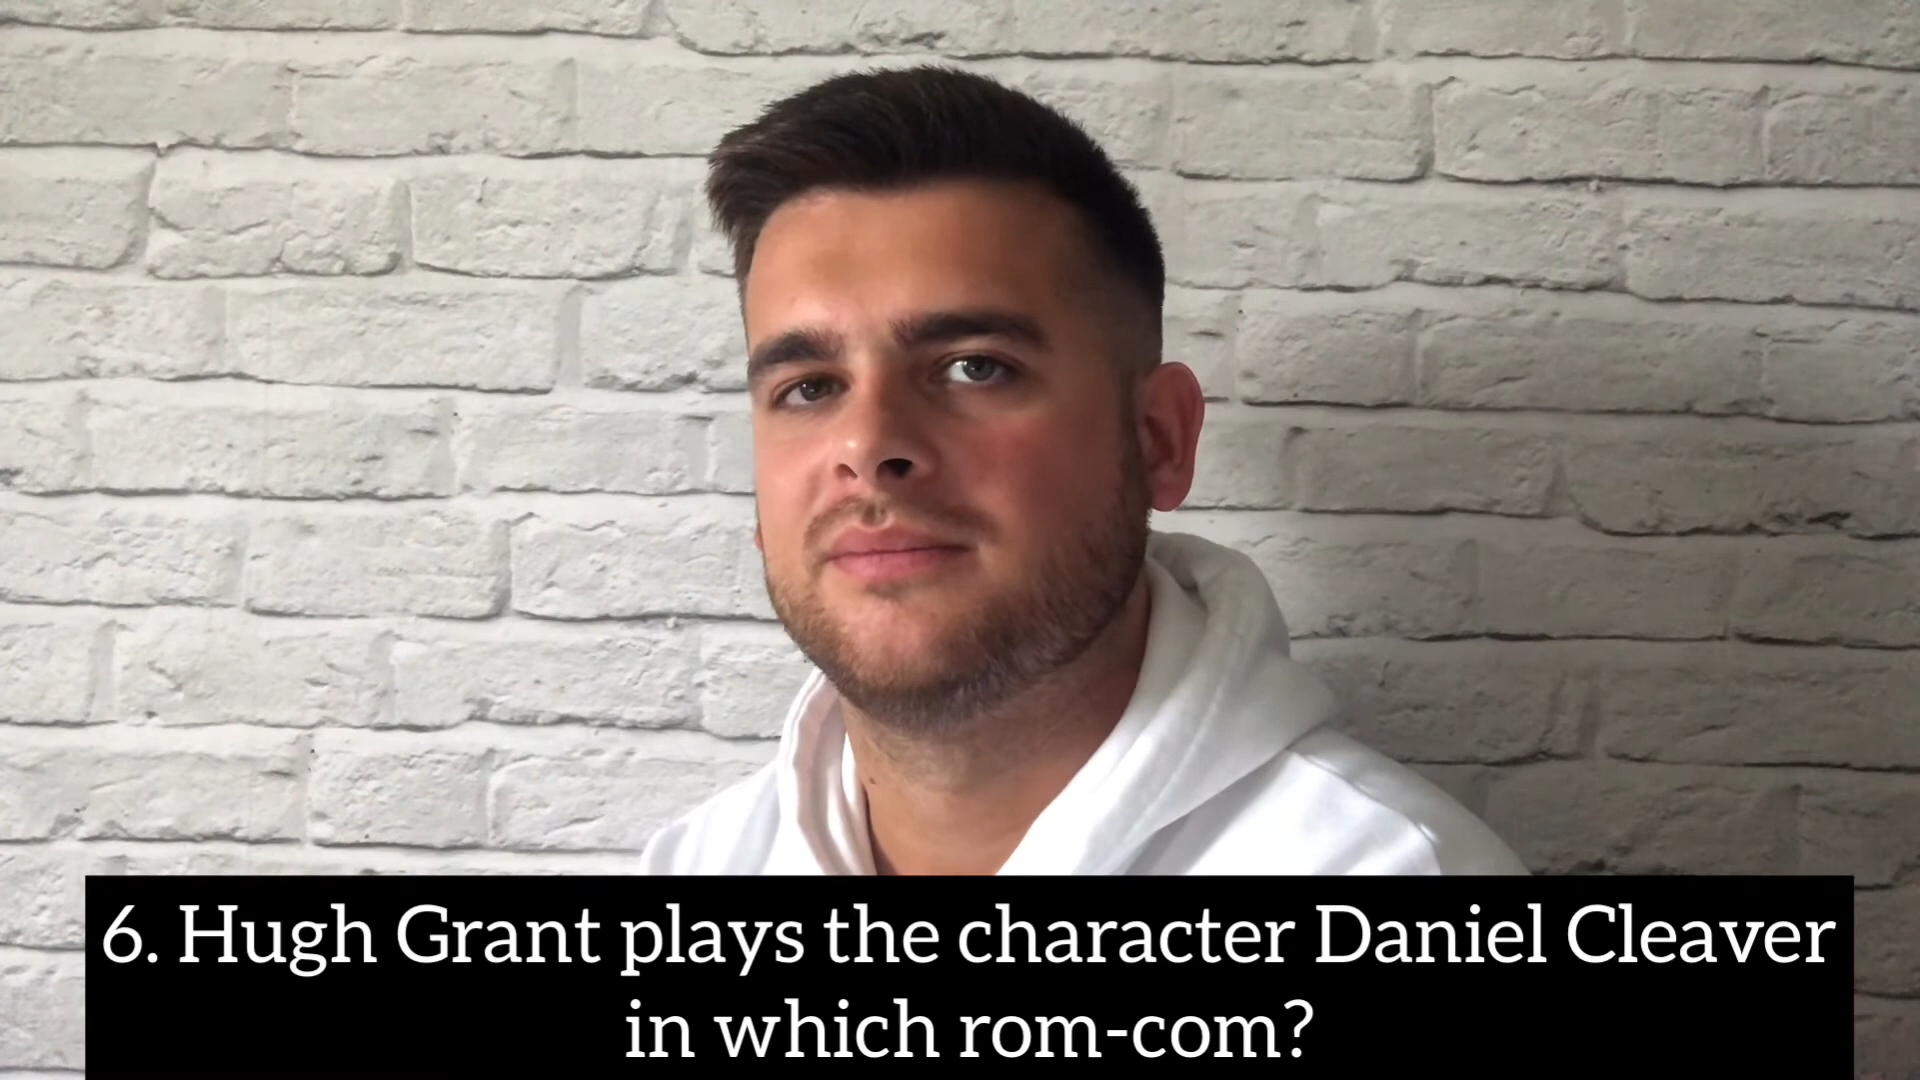 6. Hugh Grant plays the character Daniel Cleaver
in which rom-com?